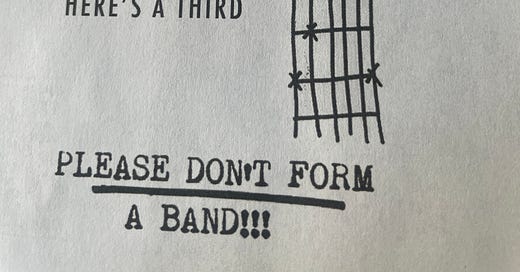 HERE'S A THIRD
PLEASE DON'T FORM
A BAND!!!